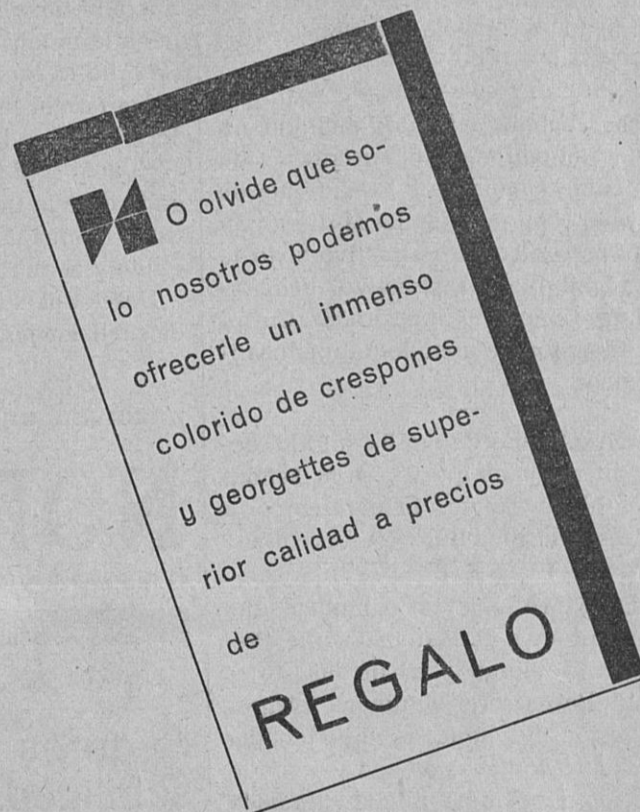 NO olvide que so-
lo nosotros podemos
ofrecerle un inmenso
colorido de crespones
y georgettes de supe-
rior calidad a precios
de
REGALO